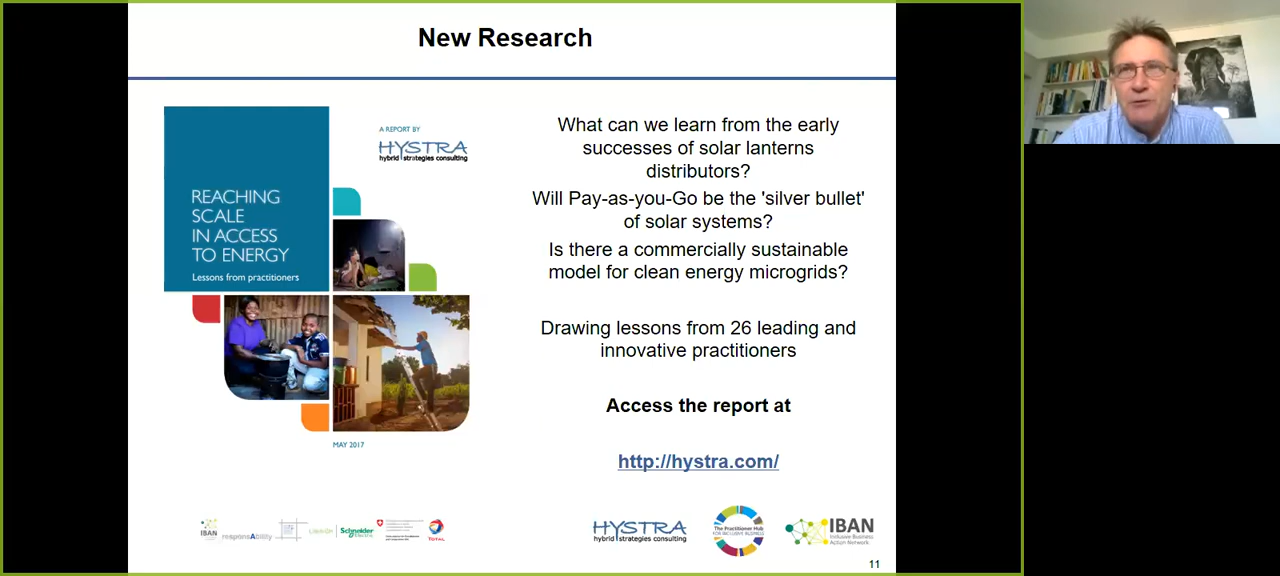 New Research
A REPORT BY
HYSTRA
hybrid strategies consulting
REACHING
SCALE
IN ACCESS
TO ENERGY
Lessons from practitioners
MAY 2017
What can we learn from the early
successes of solar lanterns
distributors?
Will Pay-as-you-Go be the 'silver bullet'
of solar systems?
Is there a commercially sustainable
model for clean energy microgrids?
Drawing lessons from 26 leading and
innovative practitioners
Access the report at
http://hystra.com/
IBAN
responsAbility
Schneider
Electric
TOTAL
HYSTRA
hybrid strategies consulting
The Practitioner Hub
FOR INCLUSIVE BUSINESS
IBAN
Inclusive Business
Action Network
11